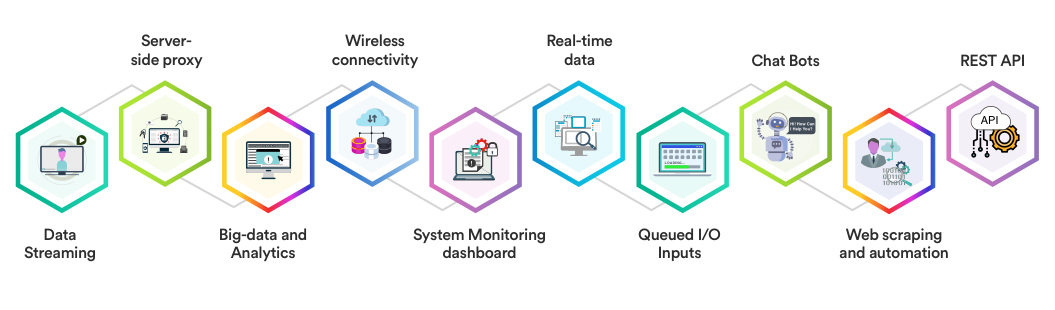 Data
Streaming
Server-
side proxy
Big-data and
Analytics
Wireless
connectivity
System Monitoring
dashboard
Real-time
data
Queued I/O
Inputs
Chat Bots
Hi! How Can
I Help You?
Web scraping
and automation
REST API
API